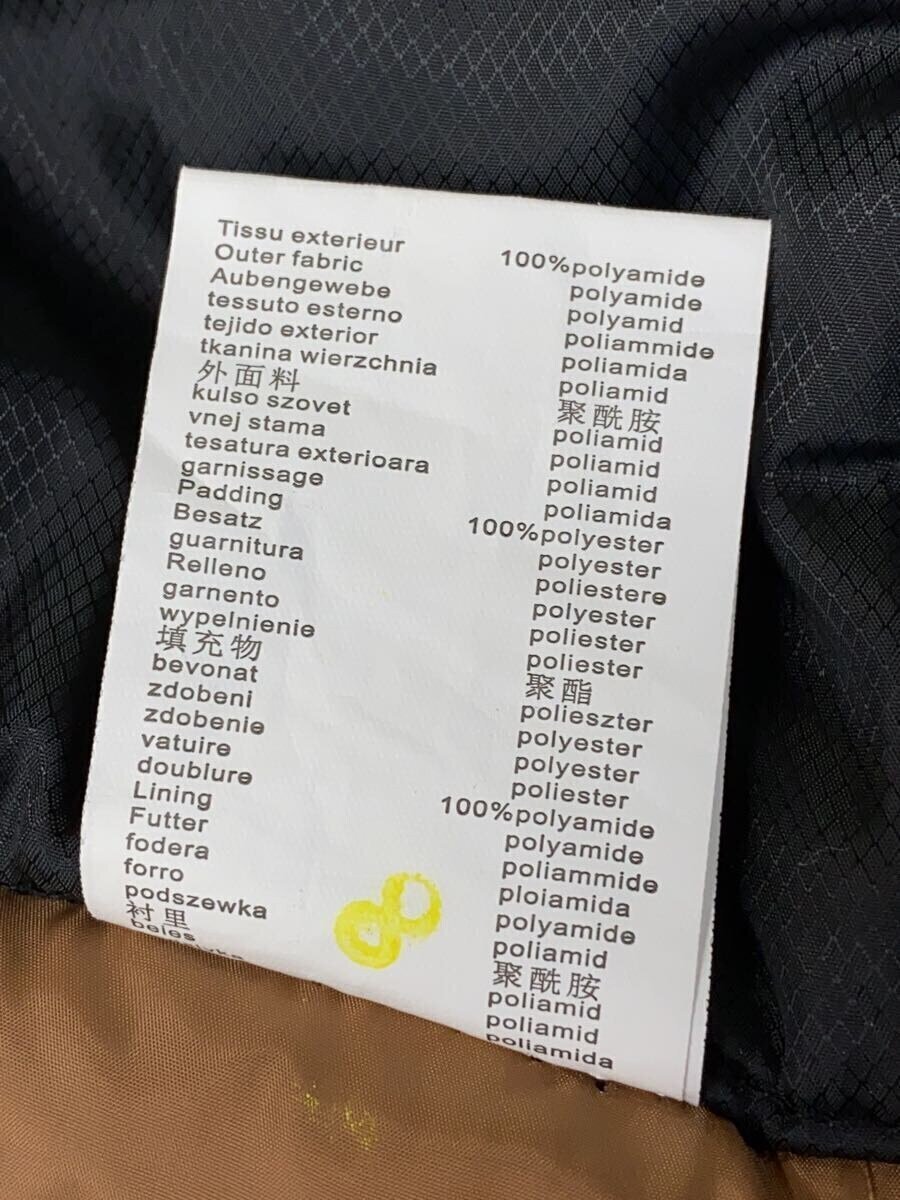 Tissu exterieur
Outer fabric
Aubengewebe
tessuto esterno
tejido exterior
tkanina wierzchnia
外面料
kulso szovet
vnej stama
tesatura exterioara
garnissage
Padding
Besatz
guarnitura
Relleno
garnento
wypelnienie
填充物
bevonat
zdobeni
zdobenie
vatuire
doublure
Lining
Futter
fodera
forro
podszewka
衬里
100%polyamide
polyamide
polyamid
poliammide
poliamida
poliamid
聚酰胺
poliamid
poliamid
poliamid
poliamida
100%polyester
polyester
poliestere
polyester
poliester
poliester
聚酯
polieszter
polyester
polyester
poliester
100%polyamide
polyamide
poliammide
ploiamida
polyamide
poliamid
聚酰胺
poliamid
poliamid
poliamida
8